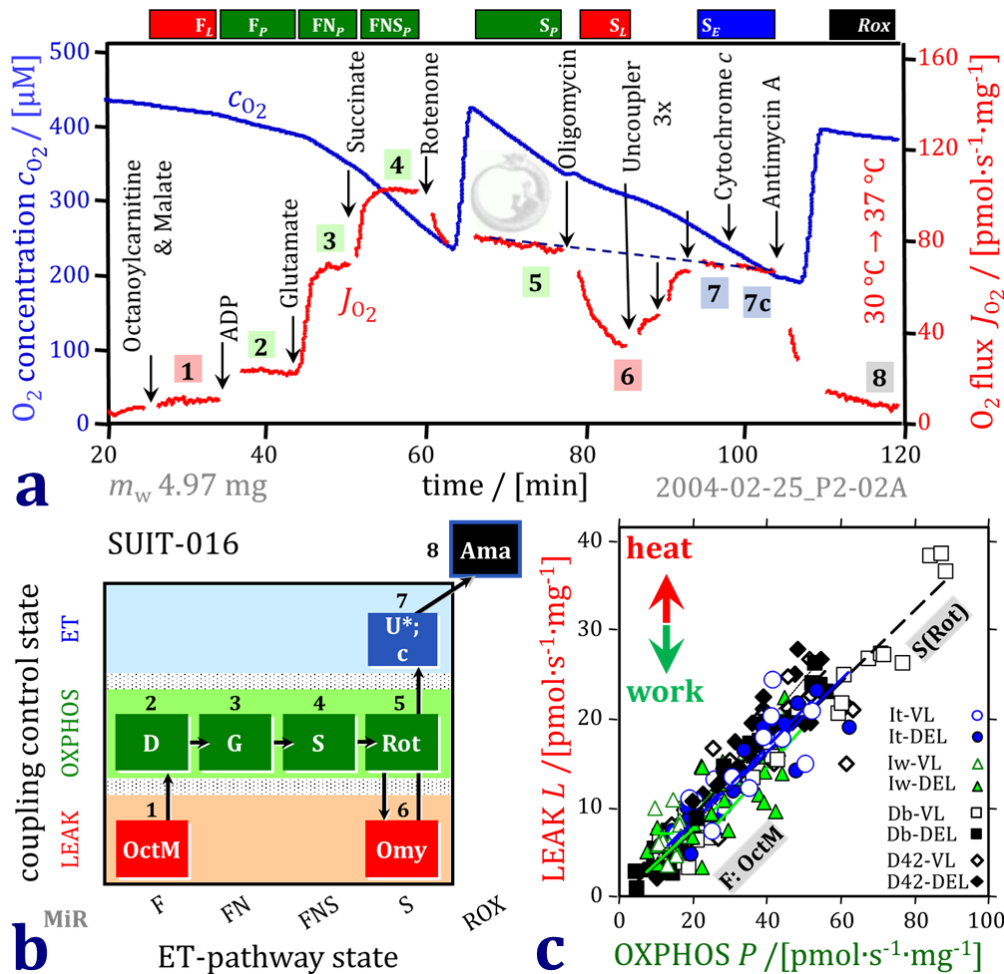 F_L F_P FN_P FNS_P S_P S_L S_E Rox
O₂ concentration c_O₂ / [µM]
500
400
300
200
100
0
c_O₂
J_O₂
Octanoylcarnitine
& Malate
ADP
Glutamate
Succinate
Rotenone
Oligomycin
Uncoupler
3x
Cytochrome c
Antimycin A
1
2
3
4
5
6
7
7c
8
30 °C → 37 °C
160
120
80
40
0
O₂ flux J_O₂ / [pmol·s⁻¹·mg⁻¹]
20 40 60 80 100 120
a
m_w 4.97 mg
time / [min]
2004-02-25_P2-02A
SUIT-016
8 Ama
coupling control state
ET
OXPHOS
LEAK
7
U*;
c
2 3 4 5
D G S Rot
1 6
OctM Omy
MiR
F FN FNS S ROX
b
ET-pathway state
LEAK L /[pmol·s⁻¹·mg⁻¹]
40
30
20
10
0
heat
work
S(Rot)
F: OctM
It-VL
It-DEL
Iw-VL
Iw-DEL
Db-VL
Db-DEL
D42-VL
D42-DEL
0 20 40 60 80 100
c
OXPHOS P /[pmol·s⁻¹·mg⁻¹]